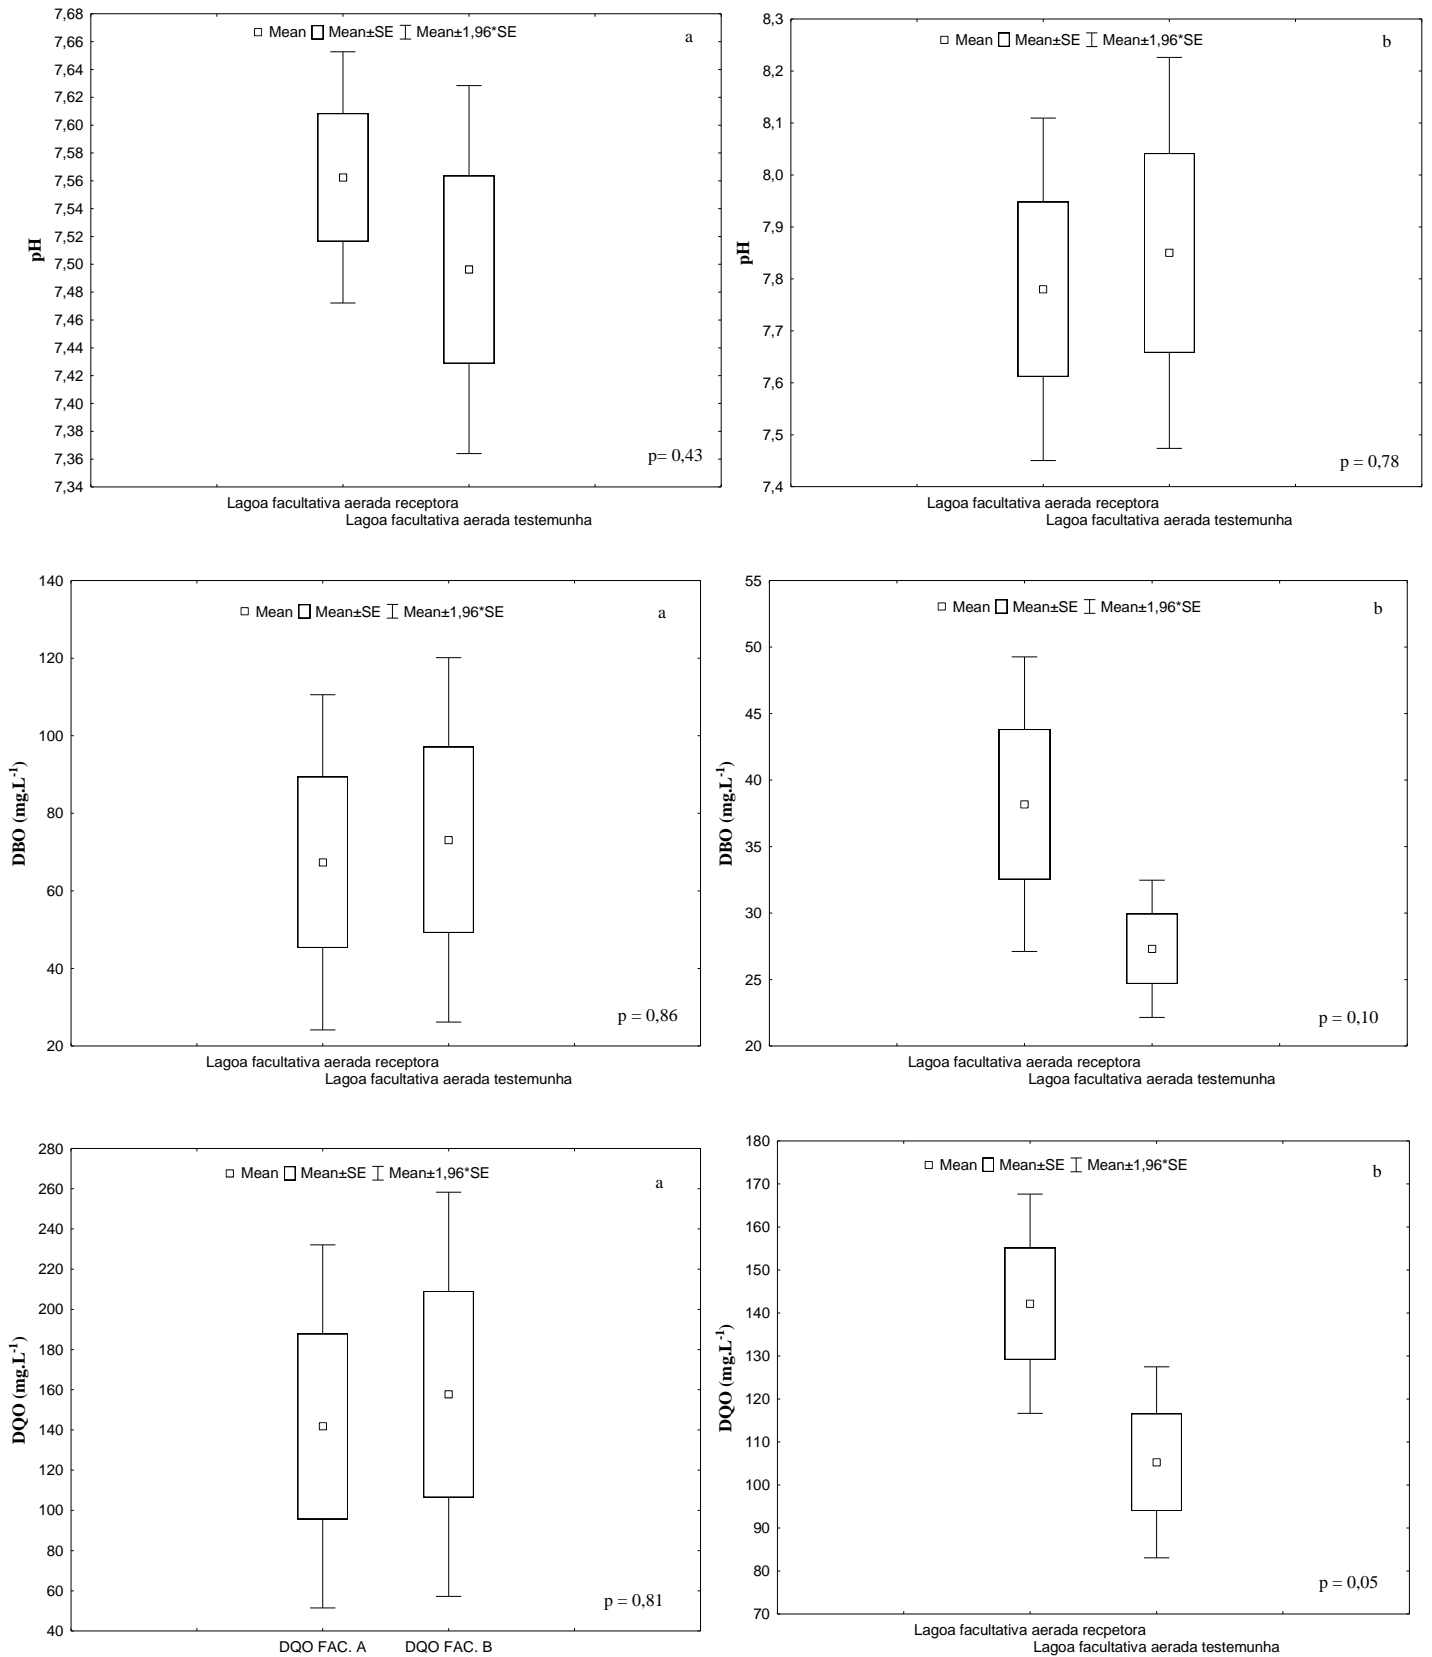 7,68
7,66
7,64
7,62
7,60
7,58
7,56
7,54
7,52
7,50
7,48
7,46
7,44
7,42
7,40
7,38
7,36
7,34
pH
Mean Mean±SE Mean±1,96*SE
a
p= 0,43
Lagoa facultativa aerada receptora
Lagoa facultativa aerada testemunha
8,3
8,2
8,1
8,0
7,9
7,8
7,7
7,6
7,5
7,4
pH
Mean Mean±SE Mean±1,96*SE
b
p = 0,78
Lagoa facultativa aerada receptora
Lagoa facultativa aerada testemunha
140
120
100
80
60
40
20
DBO (mg.L-1)
Mean Mean±SE Mean±1,96*SE
a
p = 0,86
Lagoa facultativa aerada receptora
Lagoa facultativa aerada testemunha
55
50
45
40
35
30
25
20
DBO (mg.L-1)
Mean Mean±SE Mean±1,96*SE
b
p = 0,10
Lagoa facultativa aerada receptora
Lagoa facultativa aerada testemunha
280
260
240
220
200
180
160
140
120
100
80
60
40
DQO (mg.L-1)
Mean Mean±SE Mean±1,96*SE
a
p = 0,81
DQO FAC. A DQO FAC. B
180
170
160
150
140
130
120
110
100
90
80
70
DQO (mg.L-1)
Mean Mean±SE Mean±1,96*SE
b
p = 0,05
Lagoa facultativa aerada recpetora
Lagoa facultativa aerada testemunha